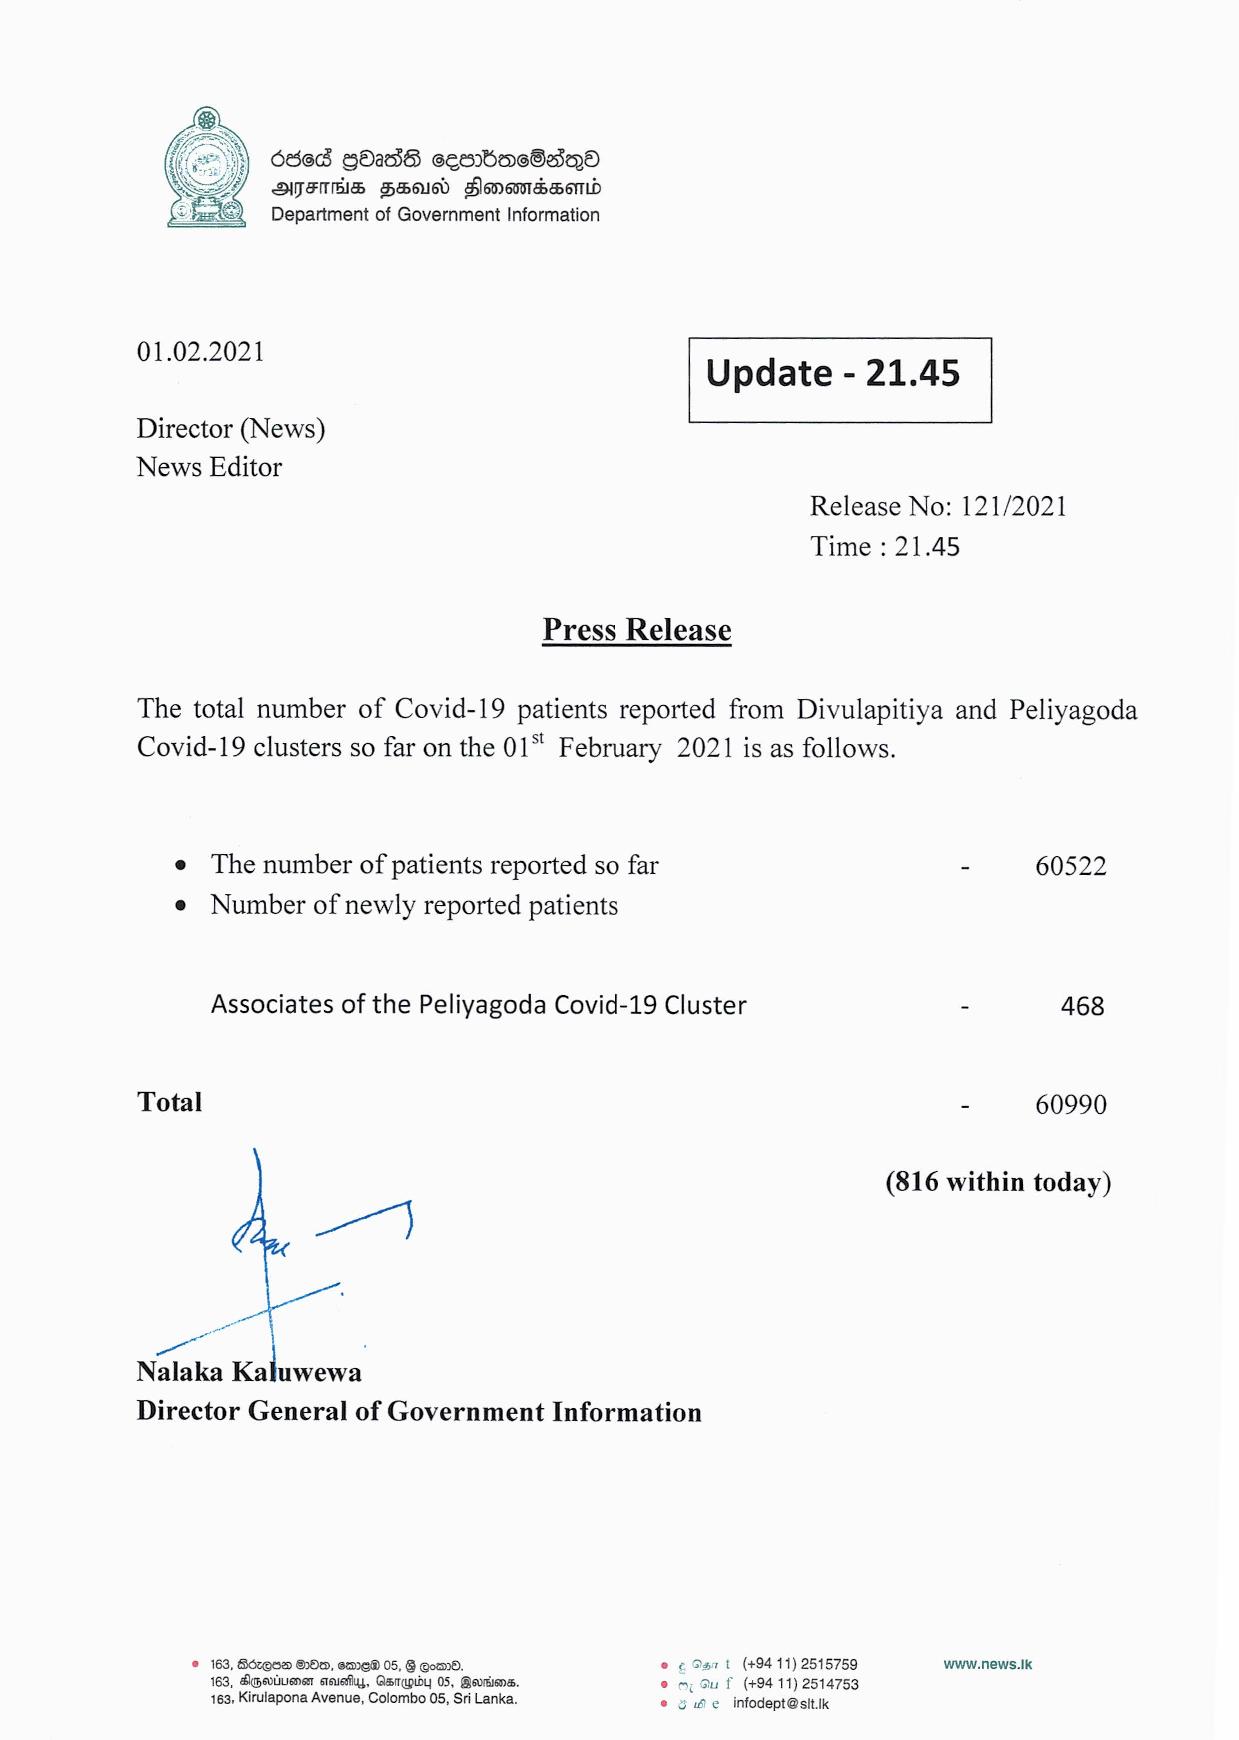 රජයේ ප්‍රවෘත්ති දෙපාර්තමේන්තුව
அரசாங்க தகவல் திணைக்களம்
Department of Government Information
01.02.2021
Update - 21.45
Director (News)
News Editor
Release No: 121/2021
Time : 21.45
Press Release
The total number of Covid-19 patients reported from Divulapitiya and Peliyagoda
Covid-19 clusters so far on the 01st February 2021 is as follows.
• The number of patients reported so far - 60522
• Number of newly reported patients
Associates of the Peliyagoda Covid-19 Cluster - 468
Total - 60990
(816 within today)
Nalaka Kaluwewa
Director General of Government Information
• 163, කිරුලපන මාවත, කොළඹ 05, ශ්‍රී ලංකාව.
163, கிருலப்பனை எவனியூ, கொழும்பு 05, இலங்கை.
163, Kirulapona Avenue, Colombo 05, Sri Lanka.
• දු தொ t (+94 11) 2515759
• ෆැ பெ f (+94 11) 2514753
• ඊ மி e infodept@slt.lk
www.news.lk